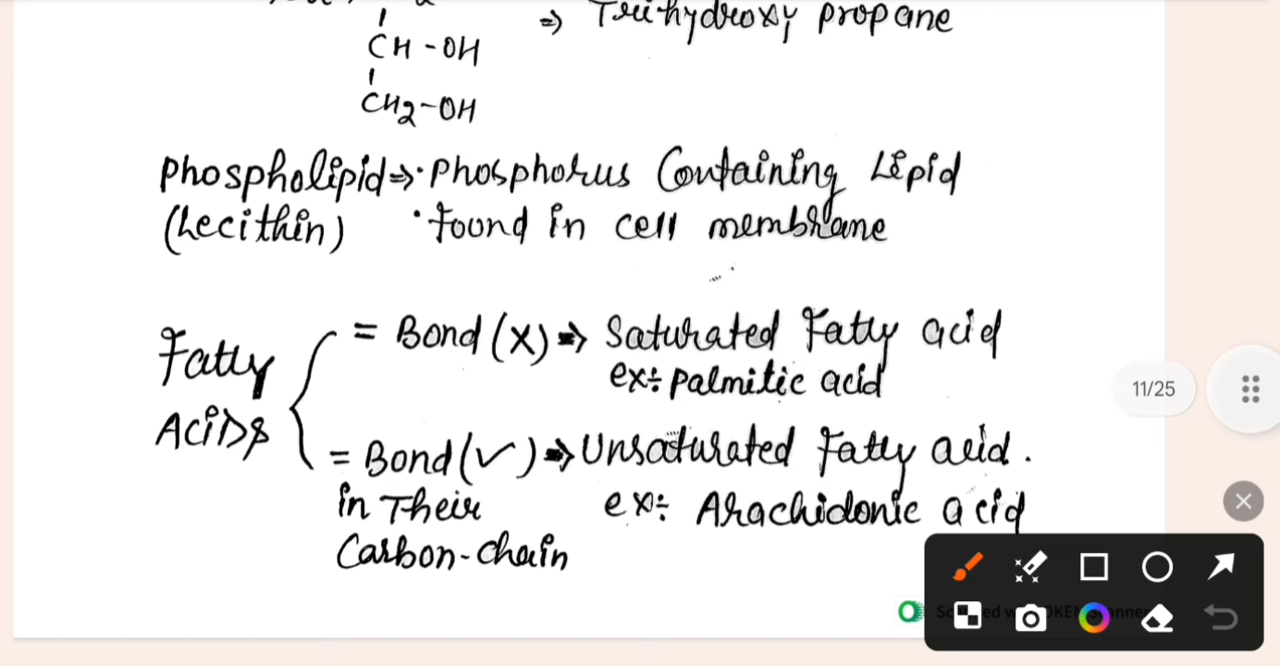 ⇒ Trihydroxy propane
CH - OH
CH2-OH
Phospholipid ⇒ · Phosphorus Containing Lipid
(Lecithin) · Found in cell membrane
Fatty Acids
= Bond (X) ⇒ Saturated Fatty acid
ex÷ Palmitic acid
= Bond (✓) ⇒ Unsaturated Fatty acid.
in Their ex÷ Arachidonic acid
Carbon-chain
11/25